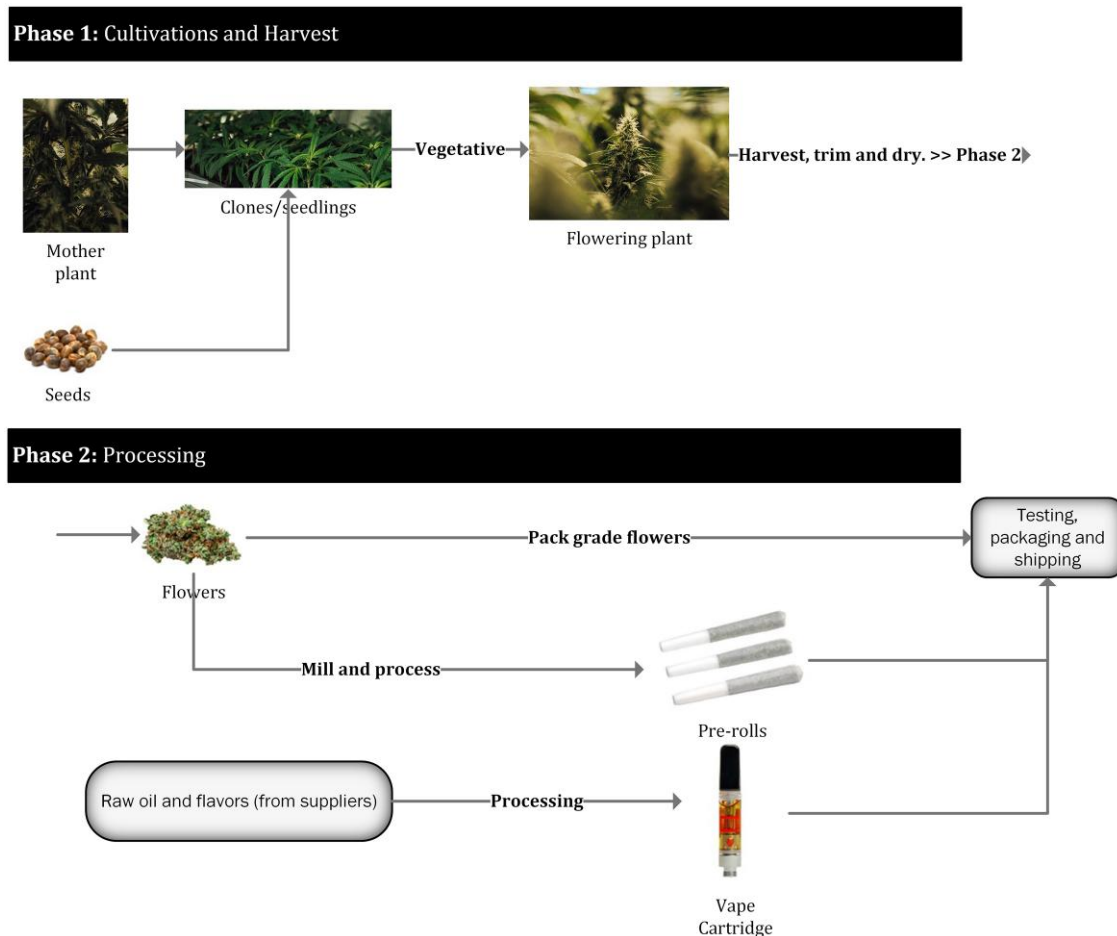 Phase 1: Cultivations and Harvest
Vegetative
Harvest, trim and dry. >> Phase 2
Clones/seedlings
Flowering plant
Mother
plant
Seeds
Phase 2: Processing
Testing,
packaging and
shipping
Pack grade flowers
Flowers
Mill and process
Pre-rolls
Raw oil and flavors (from suppliers)
Processing
Vape
Cartridge